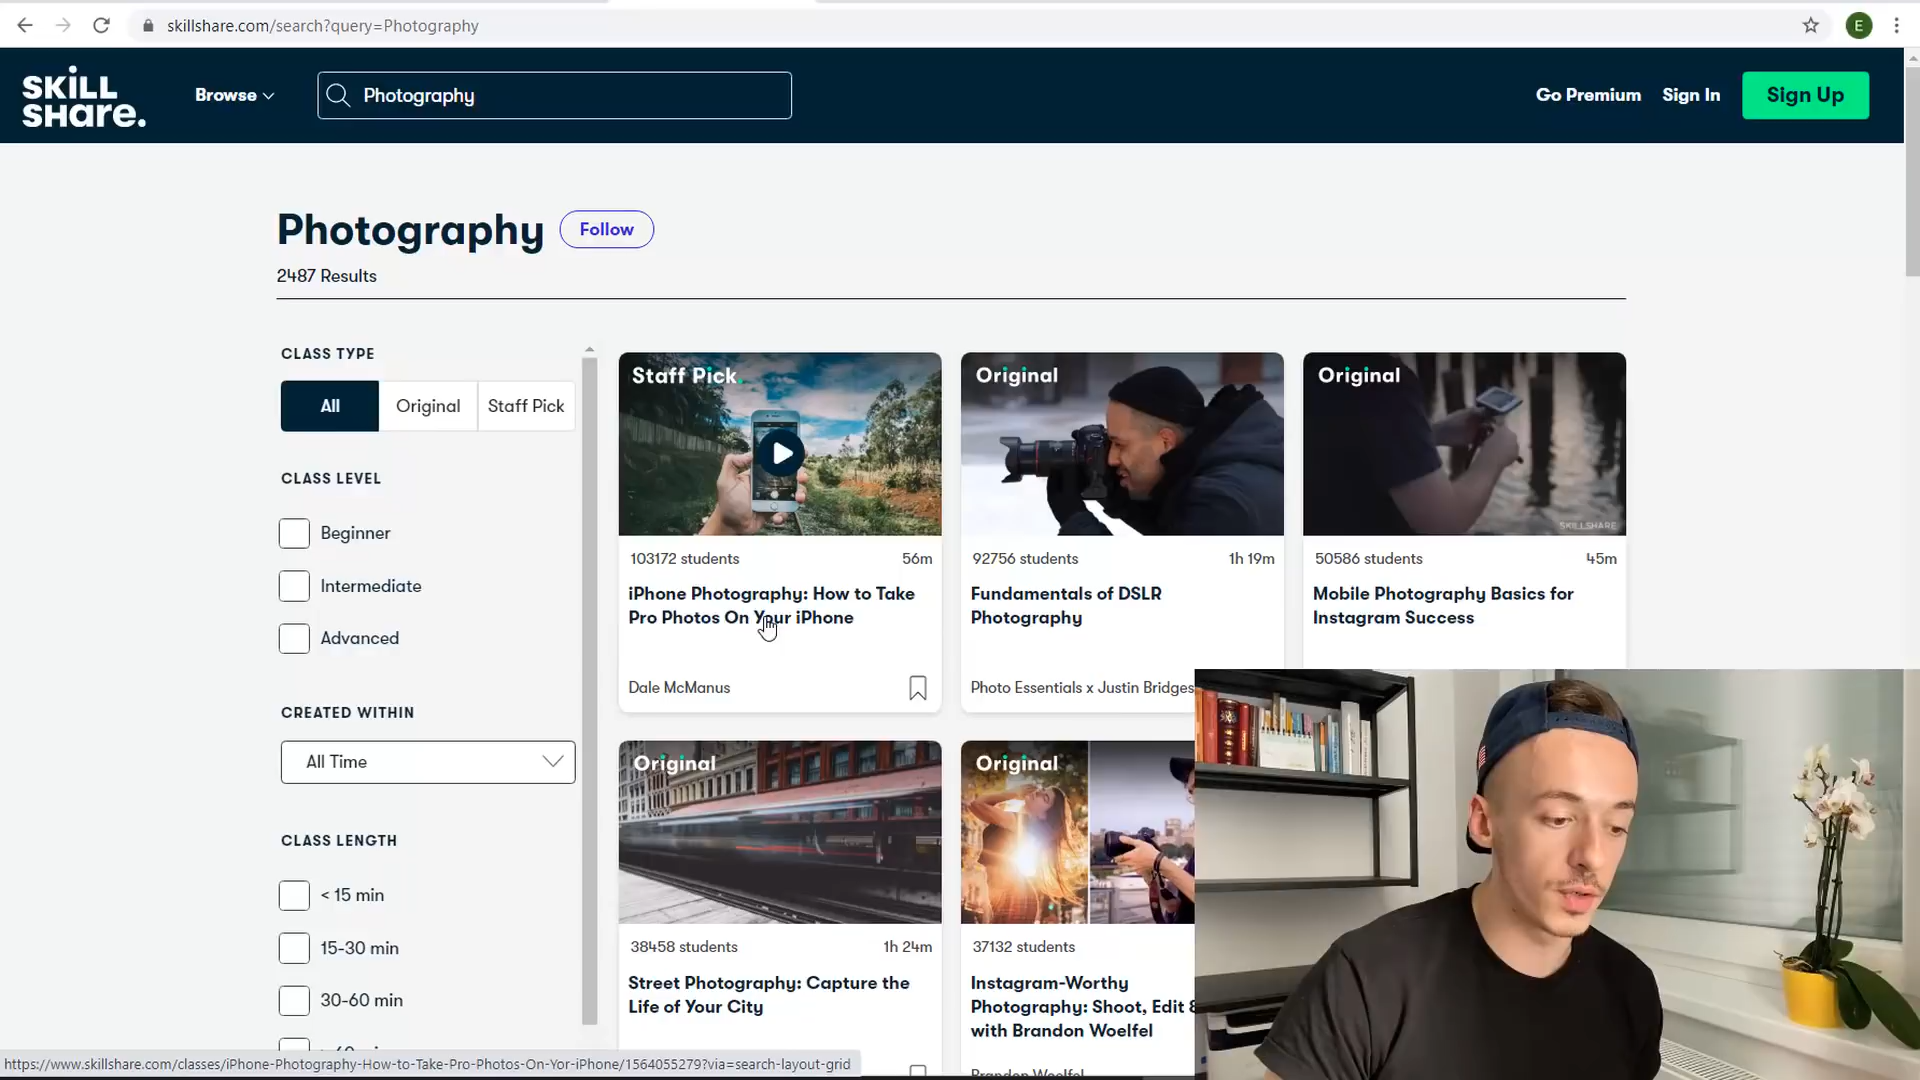 skillshare.com/search?query=Photography
E
SKILL
SHARE.
Browse
Photography
Go Premium
Sign In
Sign Up
Photography
Follow
2487 Results
CLASS TYPE
All
Original
Staff Pick
CLASS LEVEL
Beginner
Intermediate
Advanced
CREATED WITHIN
All Time
CLASS LENGTH
< 15 min
15-30 min
30-60 min
Staff Pick.
103172 students
56m
iPhone Photography: How to Take
Pro Photos On Your iPhone
Dale McManus
Original
92756 students
1h 19m
Fundamentals of DSLR
Photography
Photo Essentials x Justin Bridges
Original
SKILLSHARE
50586 students
45m
Mobile Photography Basics for
Instagram Success
Original
38458 students
1h 24m
Street Photography: Capture the
Life of Your City
Original
37132 students
Instagram-Worthy
Photography: Shoot, Edit &
with Brandon Woelfel
Brandon Woelfel
https://www.skillshare.com/classes/iPhone-Photography-How-to-Take-Pro-Photos-On-Yor-iPhone/1564055279?via=search-layout-grid